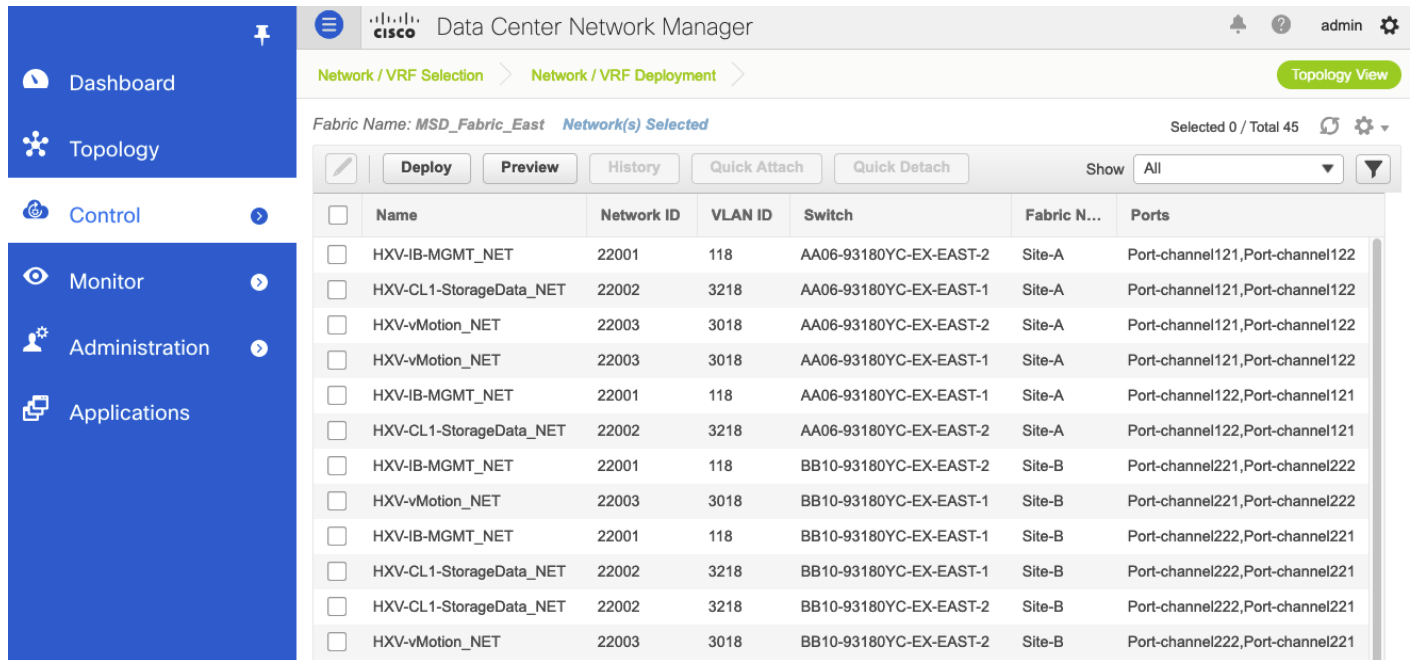 cisco Data Center Network Manager admin
Dashboard
Topology
Control
Monitor
Administration
Applications
Network / VRF Selection Network / VRF Deployment Topology View
Fabric Name: MSD_Fabric_East Network(s) Selected Selected 0 / Total 45
Deploy Preview History Quick Attach Quick Detach Show All
Name Network ID VLAN ID Switch Fabric N... Ports
HXV-IB-MGMT_NET 22001 118 AA06-93180YC-EX-EAST-2 Site-A Port-channel121,Port-channel122
HXV-CL1-StorageData_NET 22002 3218 AA06-93180YC-EX-EAST-1 Site-A Port-channel121,Port-channel122
HXV-vMotion_NET 22003 3018 AA06-93180YC-EX-EAST-2 Site-A Port-channel121,Port-channel122
HXV-vMotion_NET 22003 3018 AA06-93180YC-EX-EAST-1 Site-A Port-channel121,Port-channel122
HXV-IB-MGMT_NET 22001 118 AA06-93180YC-EX-EAST-1 Site-A Port-channel122,Port-channel121
HXV-CL1-StorageData_NET 22002 3218 AA06-93180YC-EX-EAST-2 Site-A Port-channel122,Port-channel121
HXV-IB-MGMT_NET 22001 118 BB10-93180YC-EX-EAST-2 Site-B Port-channel221,Port-channel222
HXV-vMotion_NET 22003 3018 BB10-93180YC-EX-EAST-1 Site-B Port-channel221,Port-channel222
HXV-IB-MGMT_NET 22001 118 BB10-93180YC-EX-EAST-1 Site-B Port-channel222,Port-channel221
HXV-CL1-StorageData_NET 22002 3218 BB10-93180YC-EX-EAST-1 Site-B Port-channel222,Port-channel221
HXV-CL1-StorageData_NET 22002 3218 BB10-93180YC-EX-EAST-2 Site-B Port-channel222,Port-channel221
HXV-vMotion_NET 22003 3018 BB10-93180YC-EX-EAST-2 Site-B Port-channel222,Port-channel221